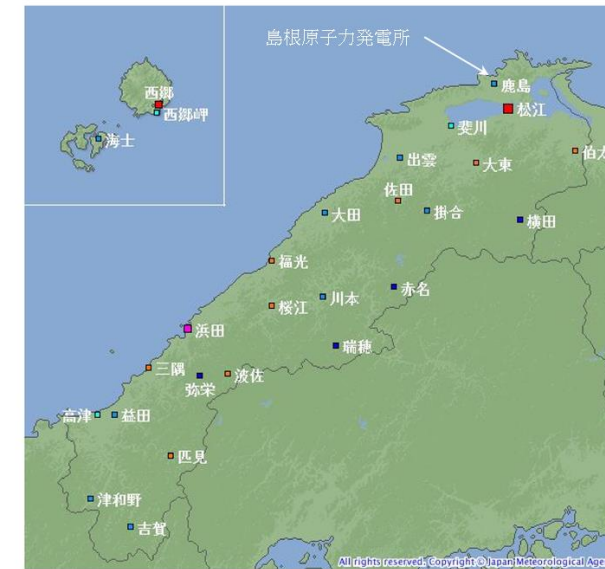 島根原子力発電所
鹿島
西郷
松江
西郷岬
斐川
海士
出雲
大東
伯太
佐田
大田
掛合
横田
福光
赤名
川本
桜江
浜田
瑞穂
三隅
波佐
弥栄
高津
益田
匹見
津和野
吉賀
All rights reserved. Copyright © Japan Meteorological Age